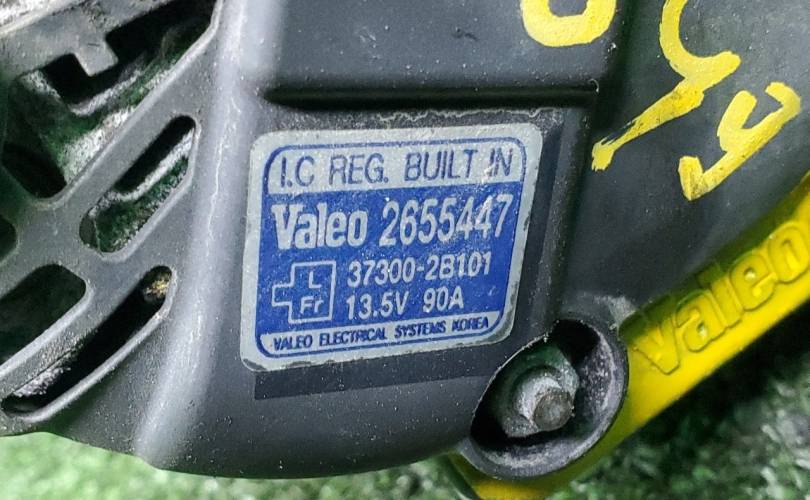 I.C REG. BUILT IN
Valeo 2655447
37300-2B101
L
Fr
13.5V 90A
VALEO ELECTRICAL SYSTEMS KOREA
Valeo